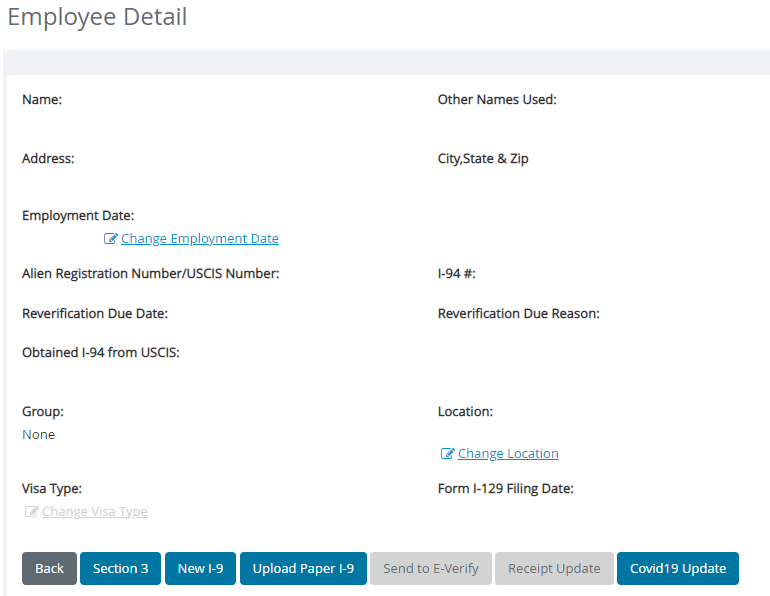 Employee Detail
Name:
Other Names Used:
Address:
City,State & Zip
Employment Date:
Change Employment Date
Alien Registration Number/USCIS Number:
I-94 #:
Reverification Due Date:
Reverification Due Reason:
Obtained I-94 from USCIS:
Group:
Location:
None
Change Location
Visa Type:
Form I-129 Filing Date:
Change Visa Type
Back
Section 3
New I-9
Upload Paper I-9
Send to E-Verify
Receipt Update
Covid19 Update